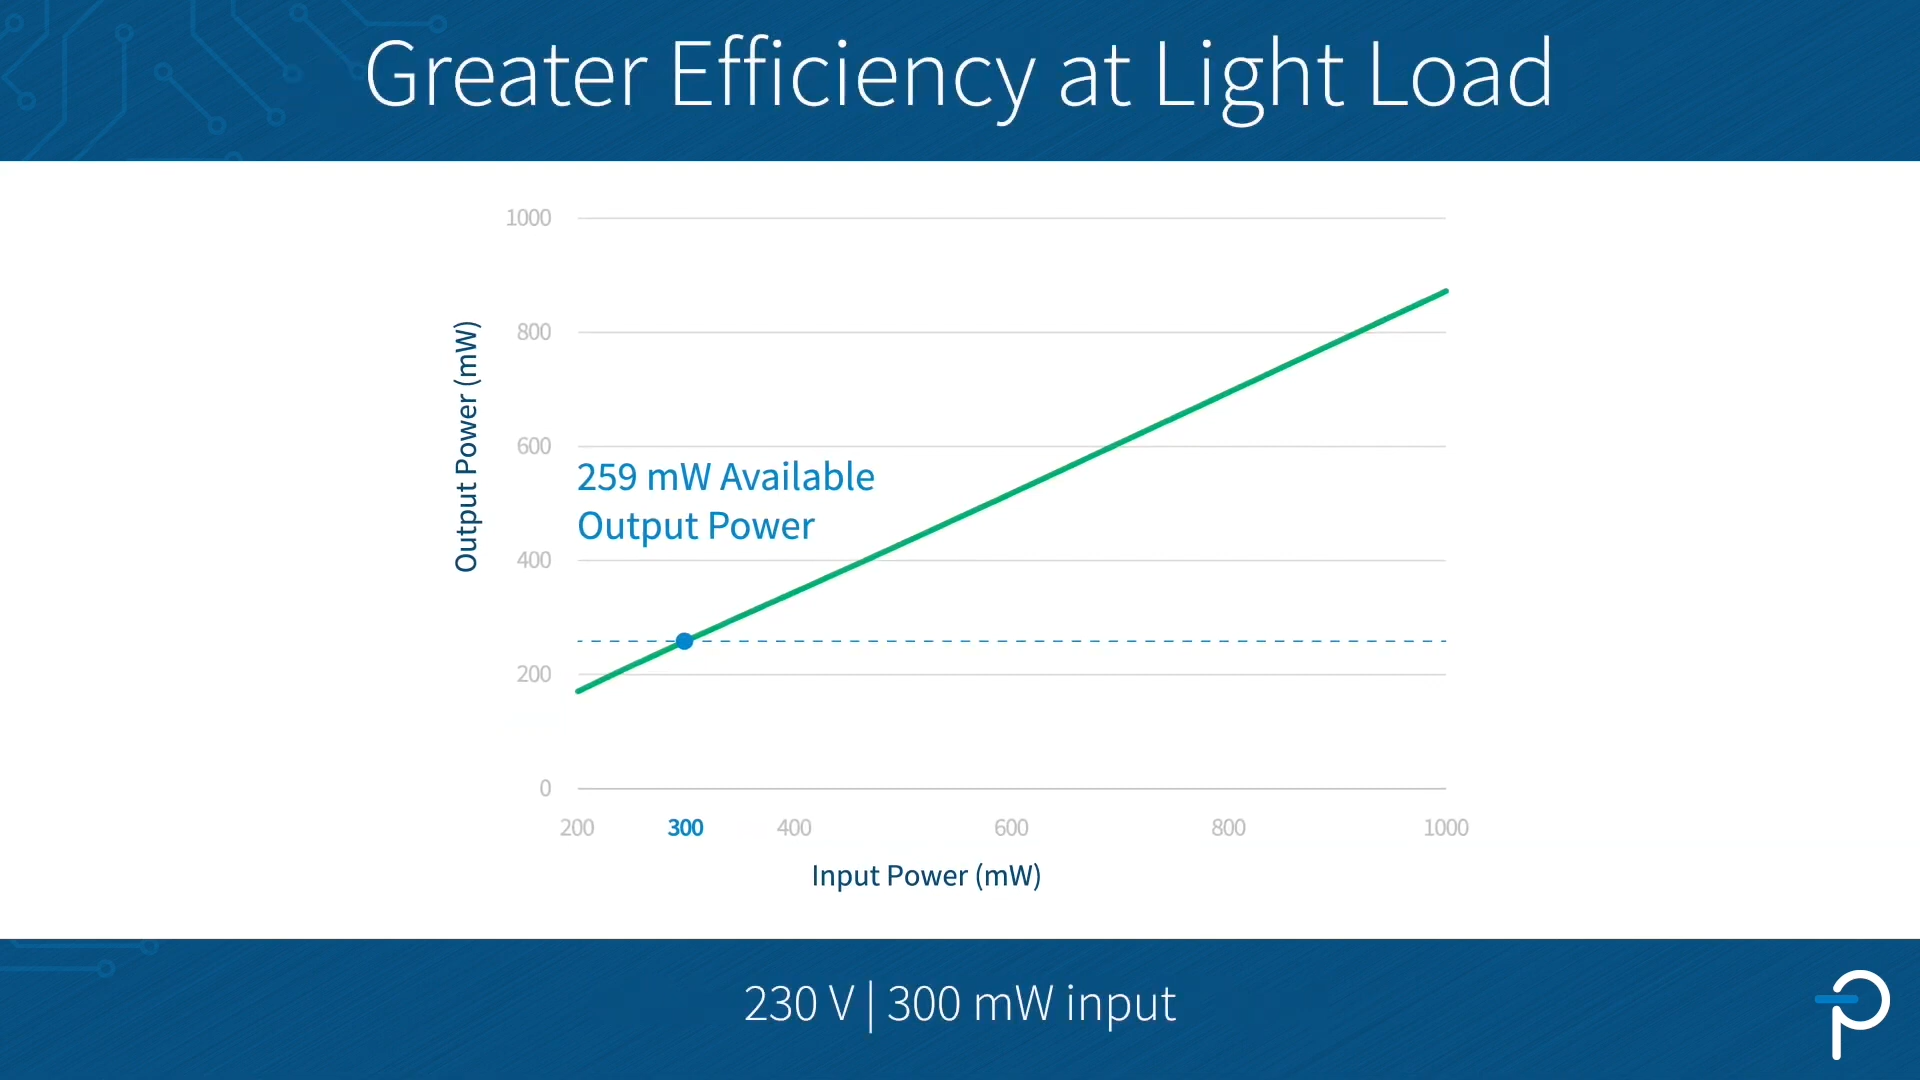 Greater Efficiency at Light Load
1000
800
600
400
200
0
Output Power (mW)
259 mW Available
Output Power
200 300 400 600 800 1000
Input Power (mW)
230 V | 300 mW input